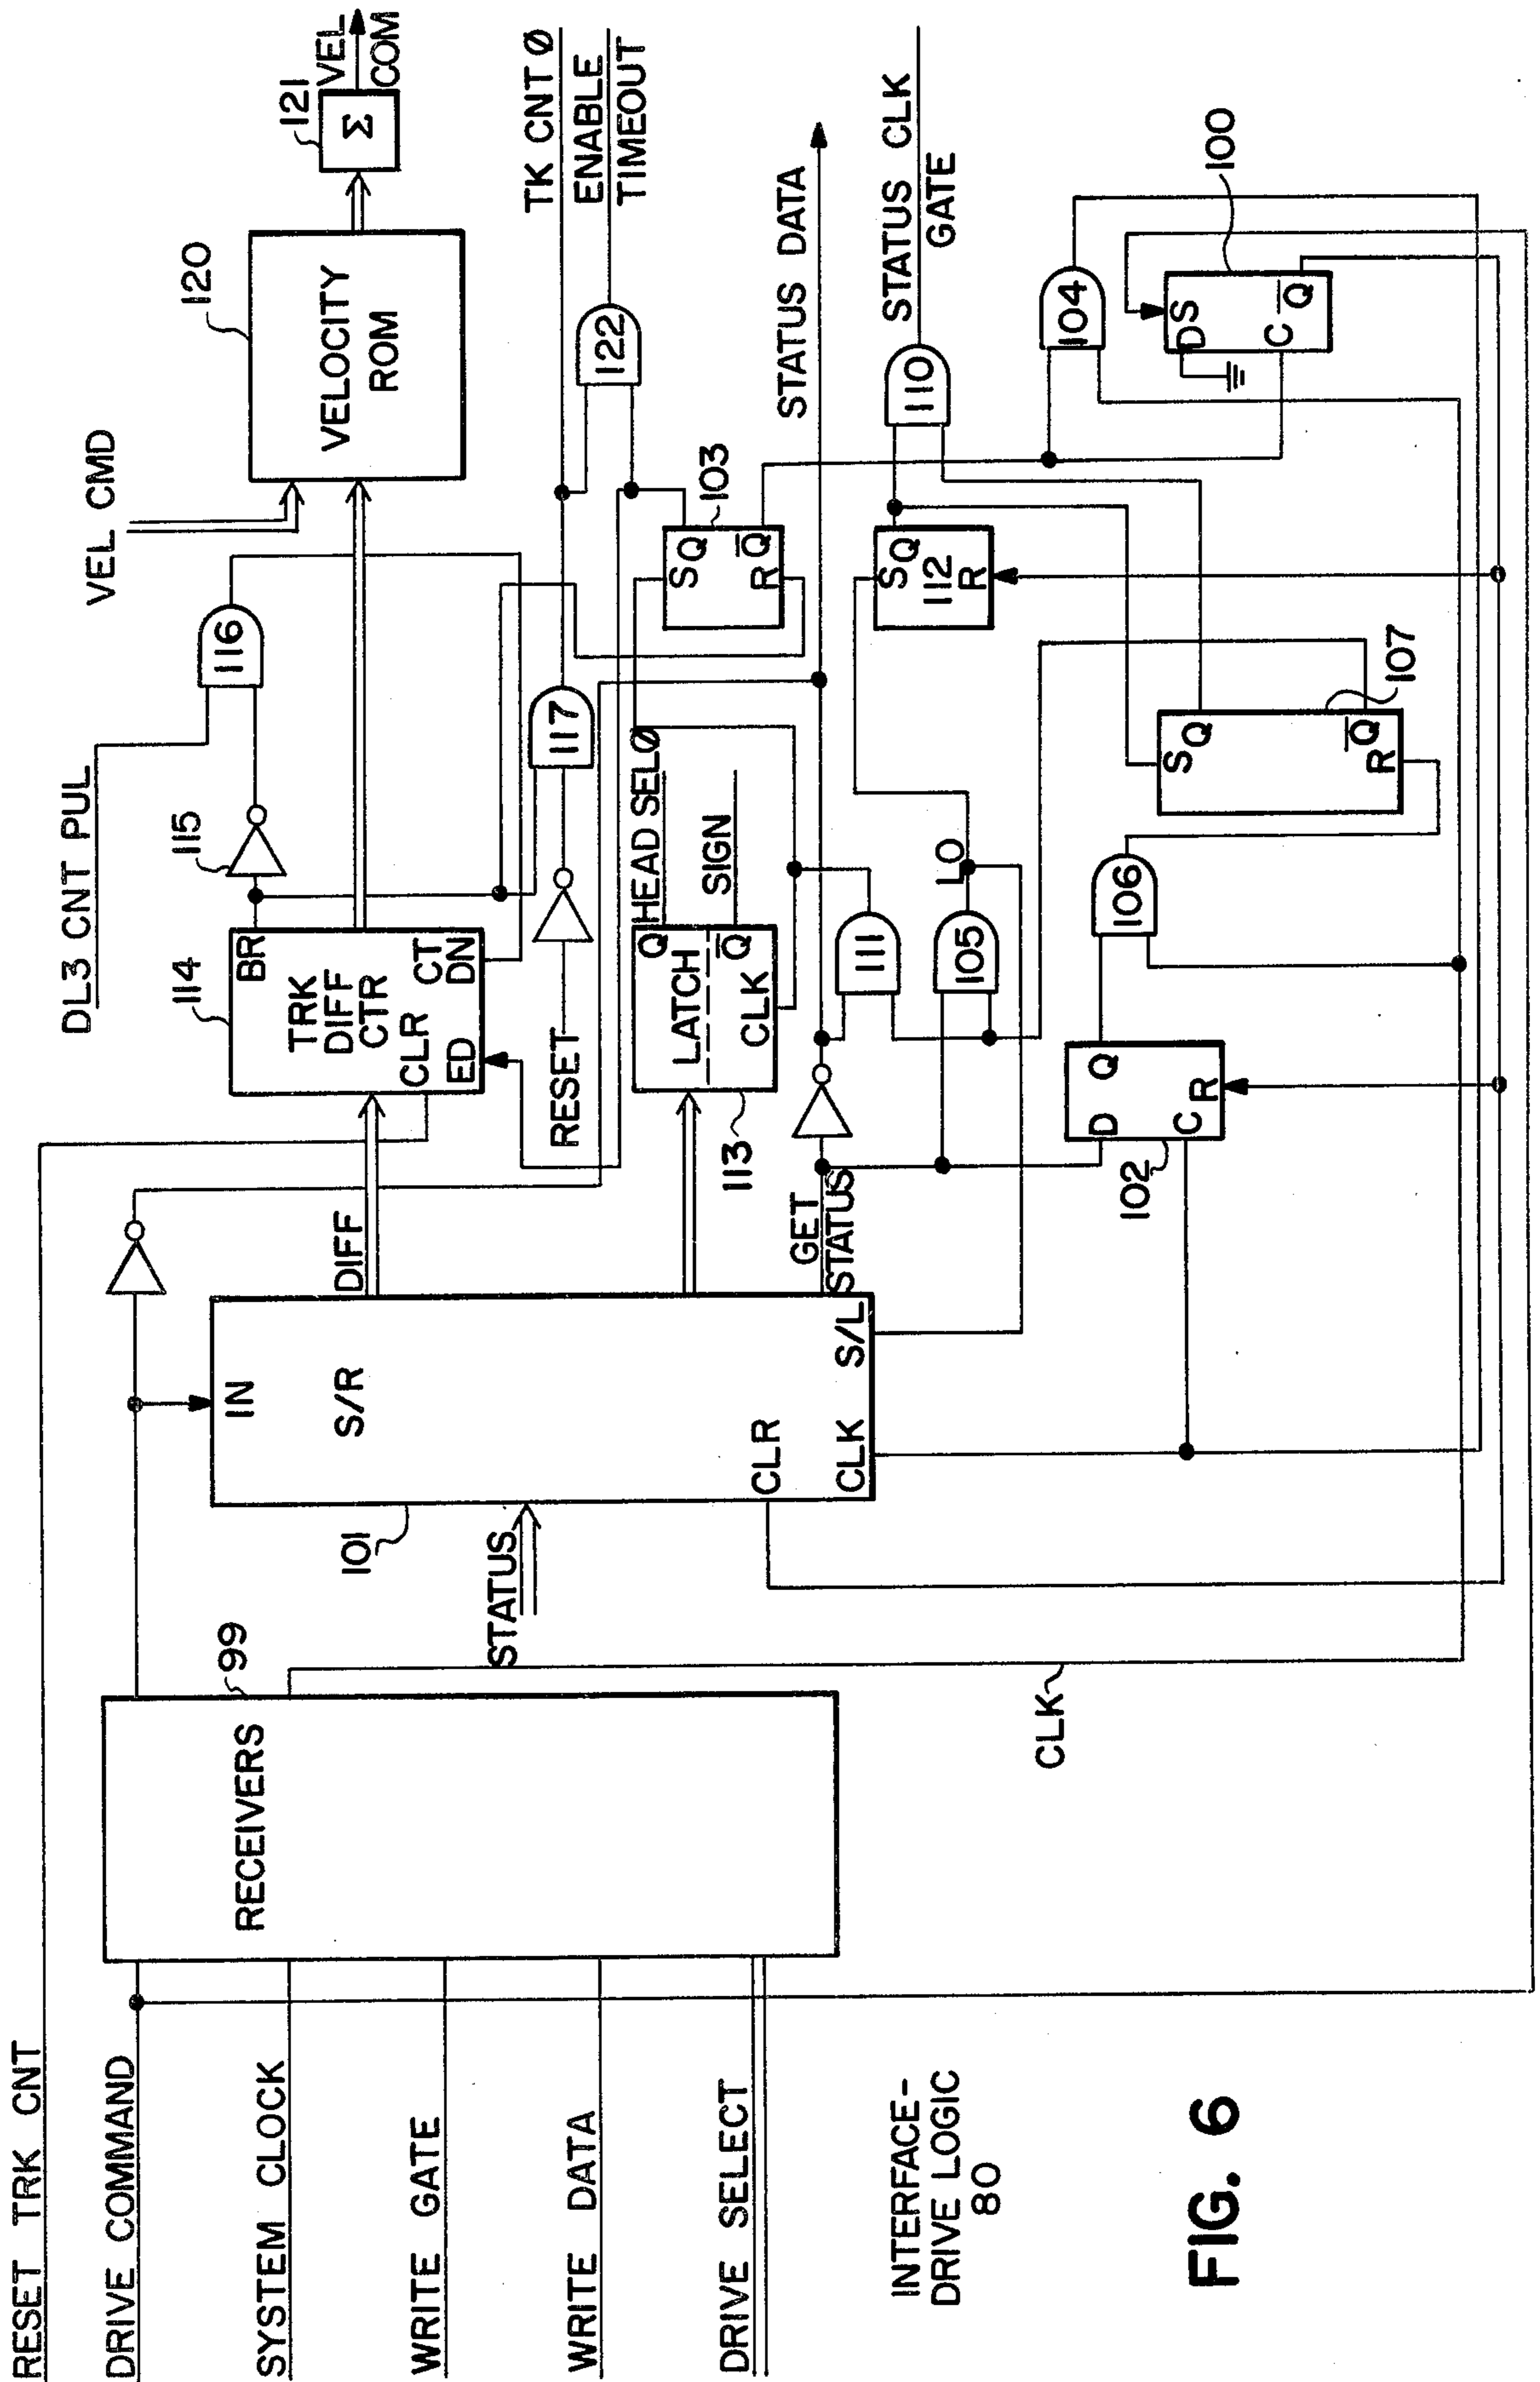 RESET TRK CNT
DRIVE COMMAND
SYSTEM CLOCK
WRITE GATE
WRITE DATA
DRIVE SELECT
RECEIVERS
99
CLK
STATUS
101
IN
S/R
CLR
CLK
S/L
DIFF
GET
STATUS
DL3 CNT PUL
114
BR
TRK
DIFF
CTR
CLR
CT
DN
ED
115
116
VEL CMD
120
VELOCITY
ROM
121
Σ
VEL
COM
RESET
117
TK CNT Ø
122
ENABLE
TIMEOUT
113
LATCH
Q
Q
CLK
HEAD SELØ
SIGN
S
Q
Q
R
103
STATUS DATA
111
105
LO
S
Q
112
R
110
STATUS CLK
GATE
102
D
Q
C
R
106
S
Q
Q
R
107
104
100
D
S
C
Q
INTERFACE-
DRIVE LOGIC
80
FIG. 6